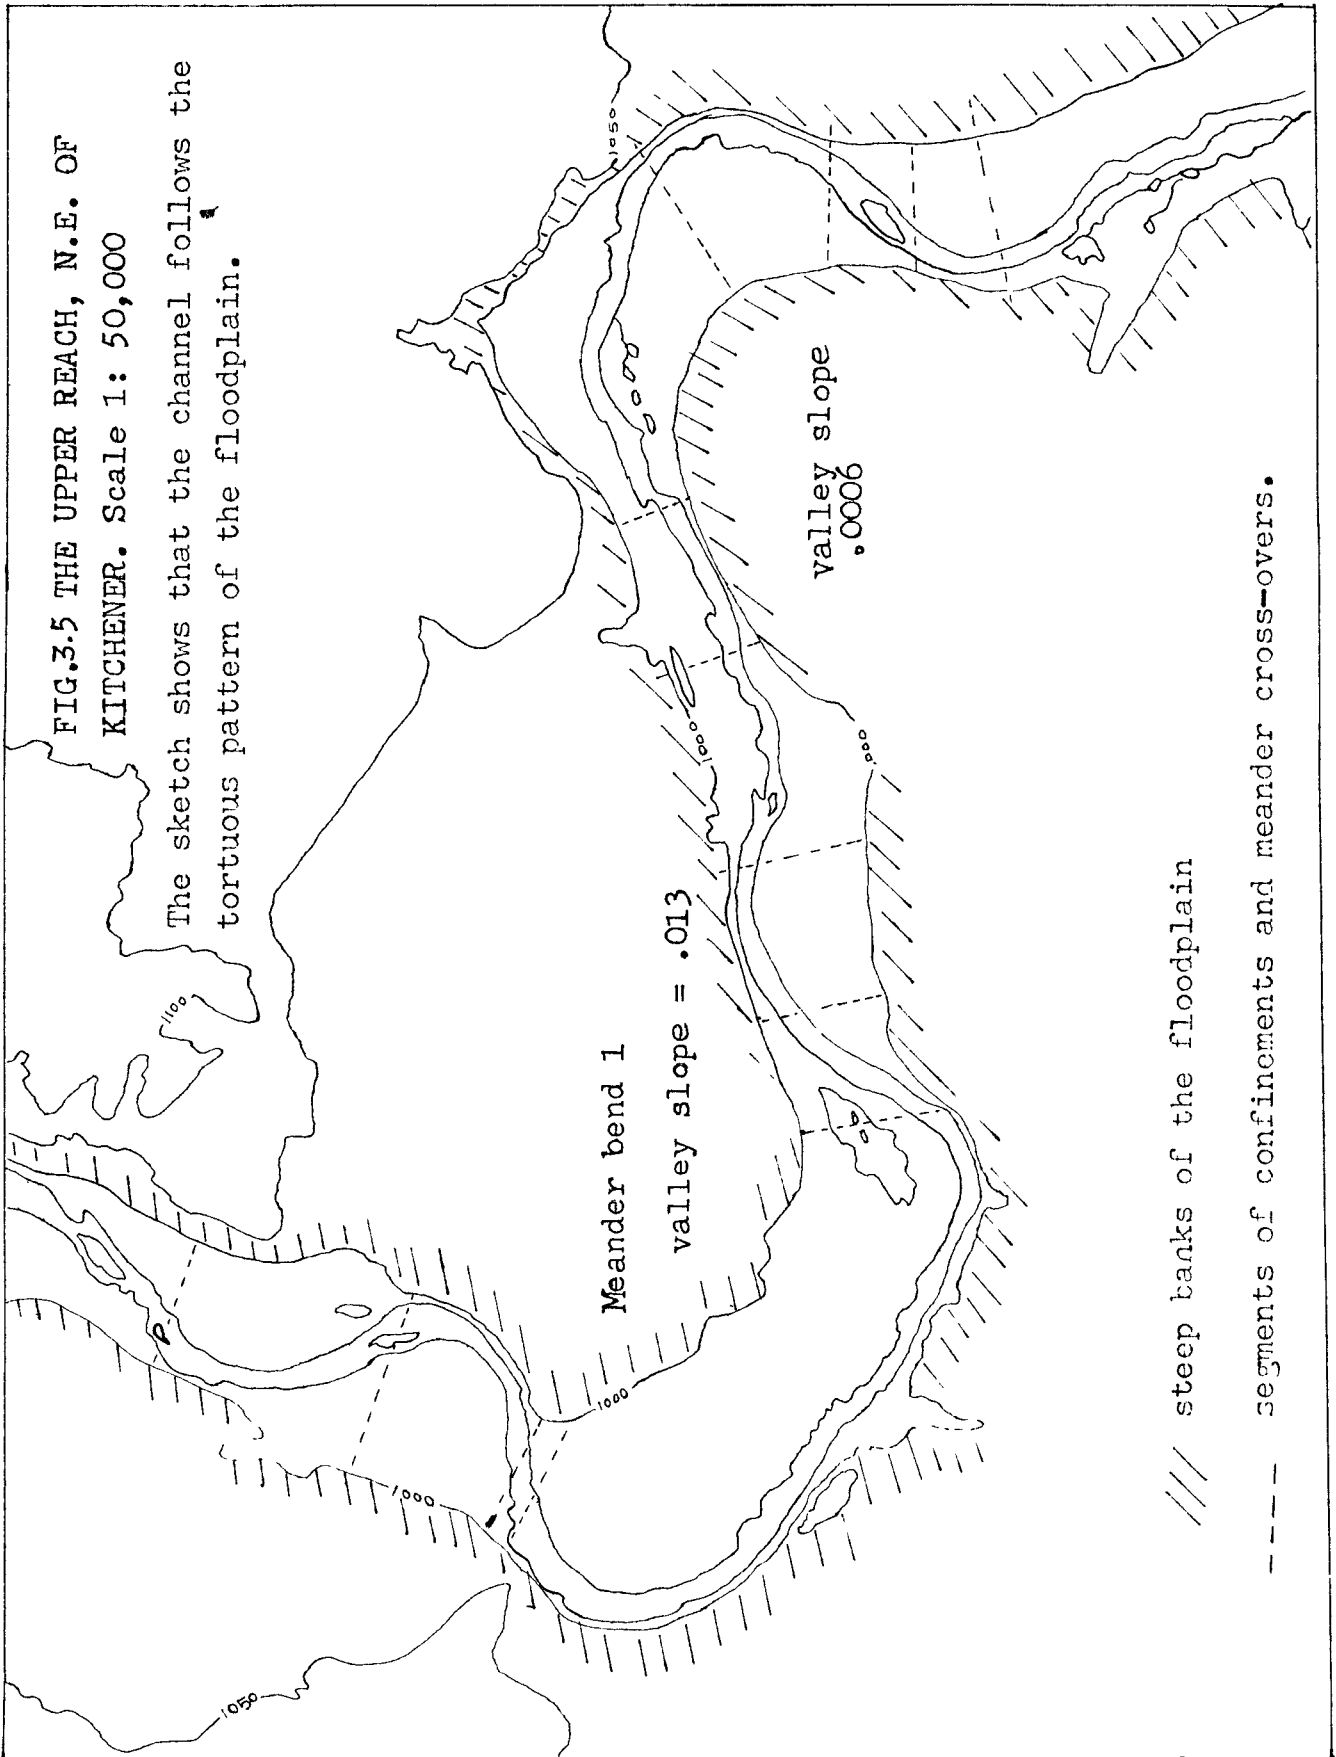 FIG.3.5 THE UPPER REACH, N.E. OF
KITCHENER. Scale 1: 50,000
The sketch shows that the channel follows the
tortuous pattern of the floodplain.
1100
1050
1050
1000
1000
1000
Meander bend 1
valley slope = .013
valley slope
.0006
/// steep banks of the floodplain
---- segments of confinements and meander cross-overs.